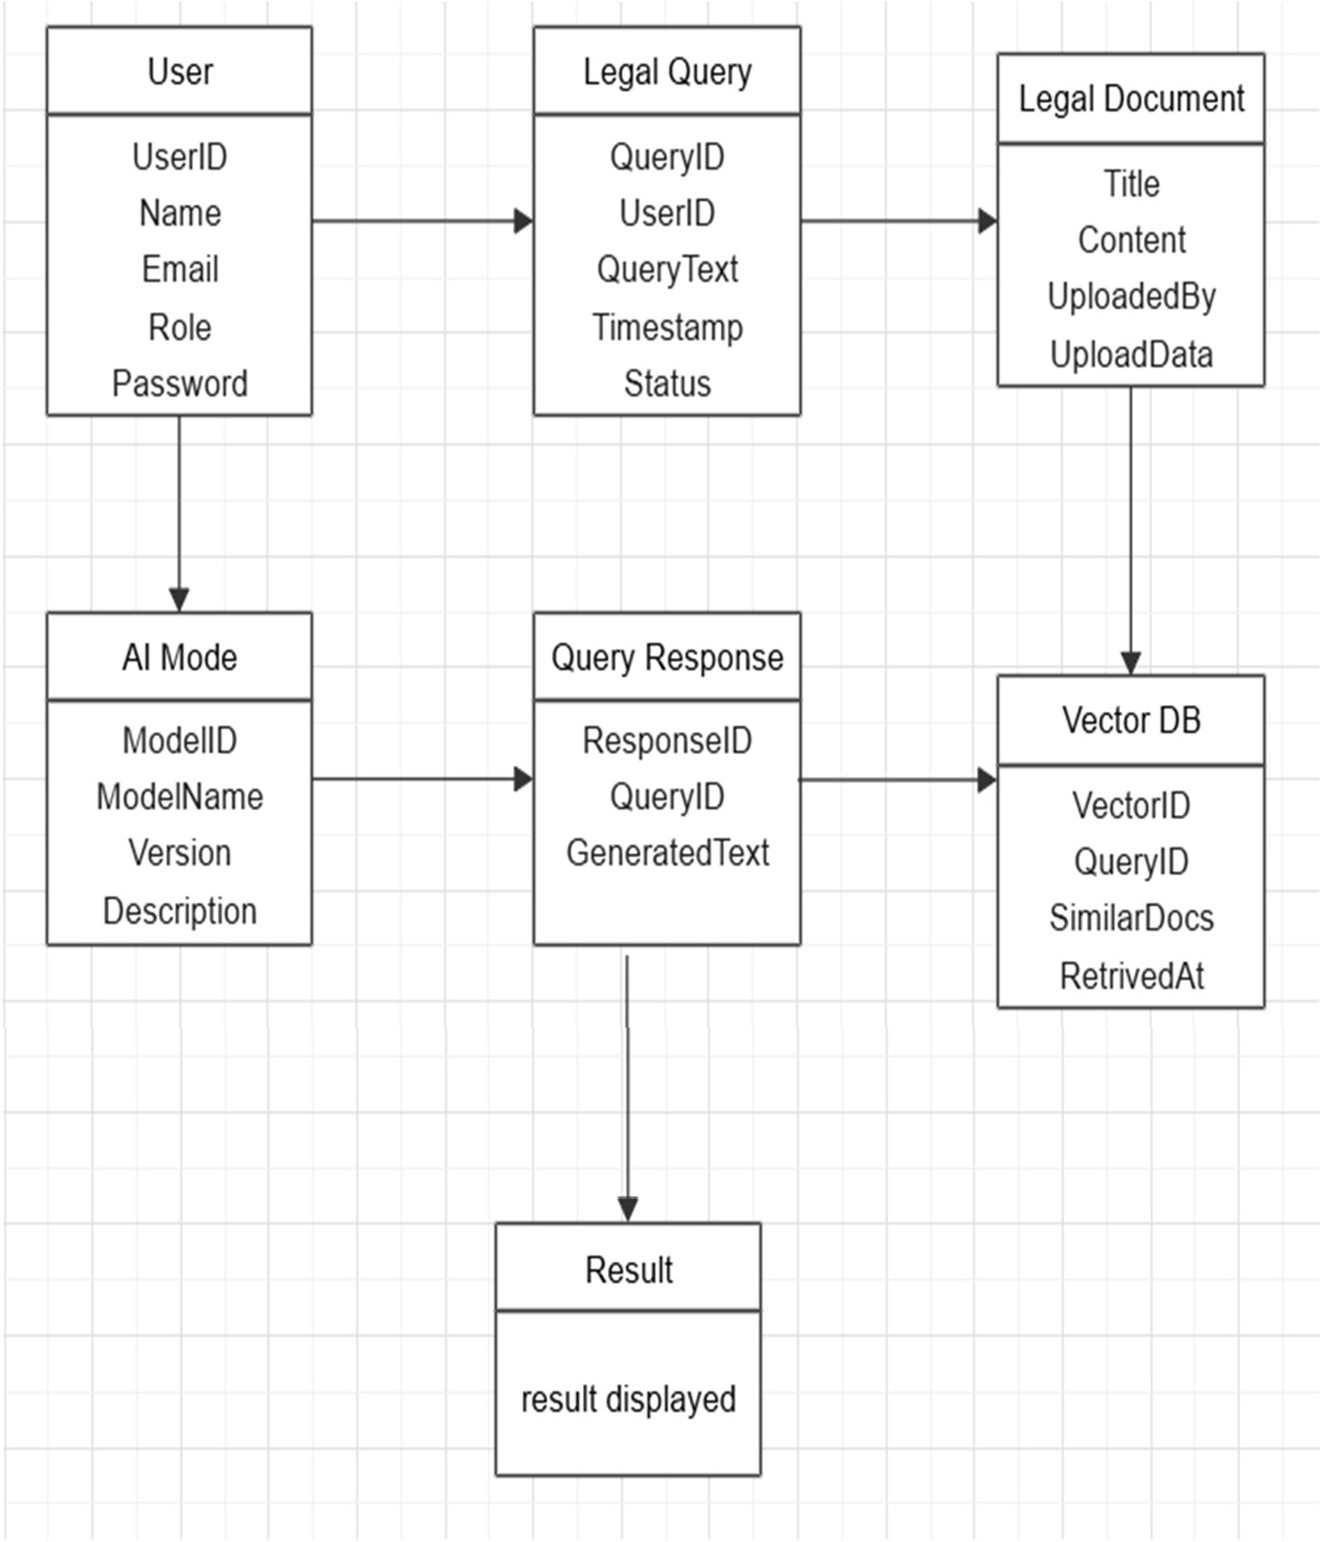 User
UserID
Name
Email
Role
Password
Legal Query
QueryID
UserID
QueryText
Timestamp
Status
Legal Document
Title
Content
UploadedBy
UploadData
AI Mode
ModelID
ModelName
Version
Description
Query Response
ResponseID
QueryID
GeneratedText
Vector DB
VectorID
QueryID
SimilarDocs
RetrivedAt
Result
result displayed